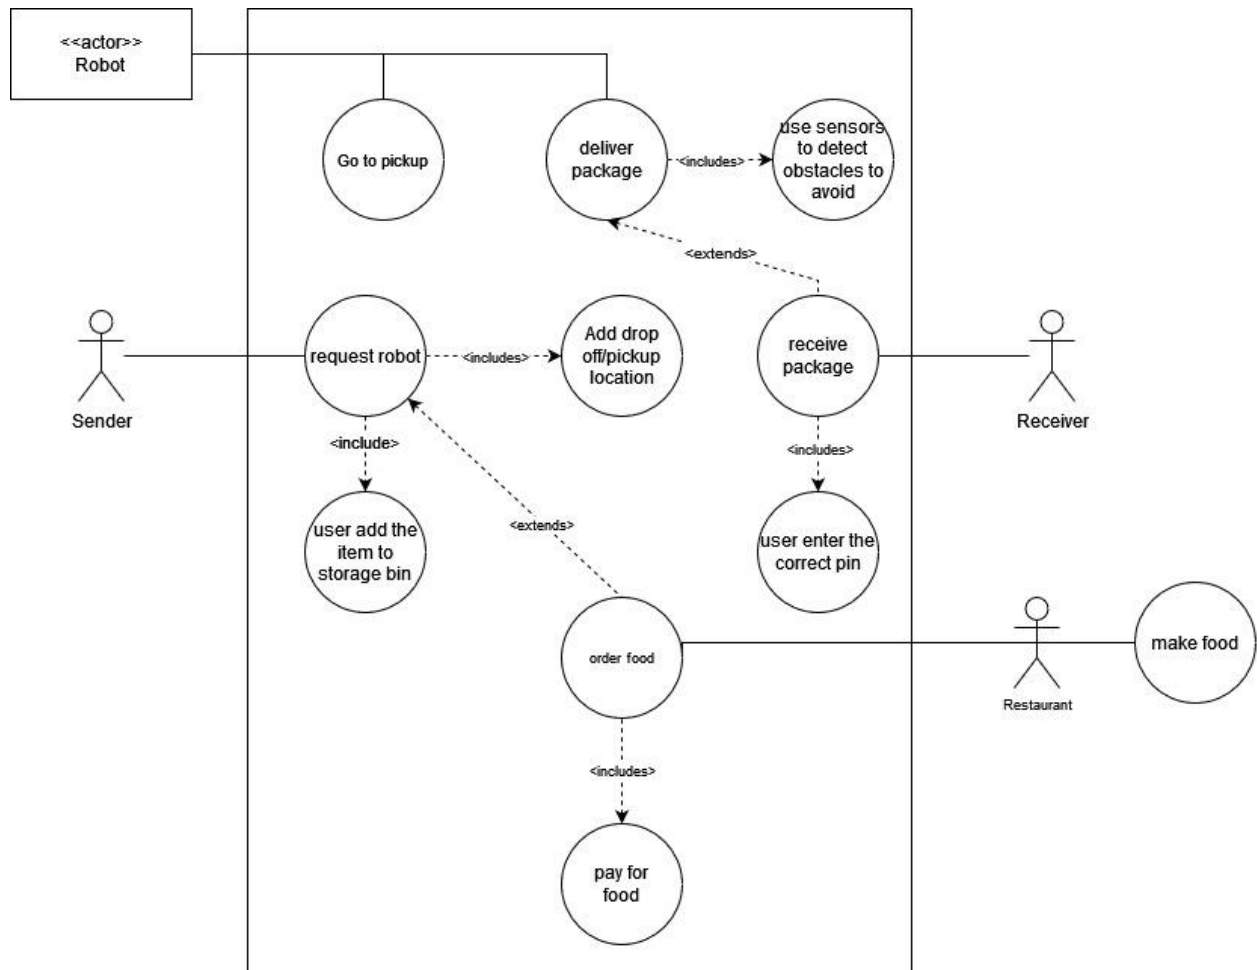 <<actor>>
Robot
Go to pickup
deliver
package
<includes>
use sensors
to detect
obstacles to
avoid
<extends>
Sender
request robot
<includes>
Add drop
off/pickup
location
receive
package
Receiver
<include>
<includes>
user add the
item to
storage bin
<extends>
user enter the
correct pin
order food
Restaurant
make food
<includes>
pay for
food